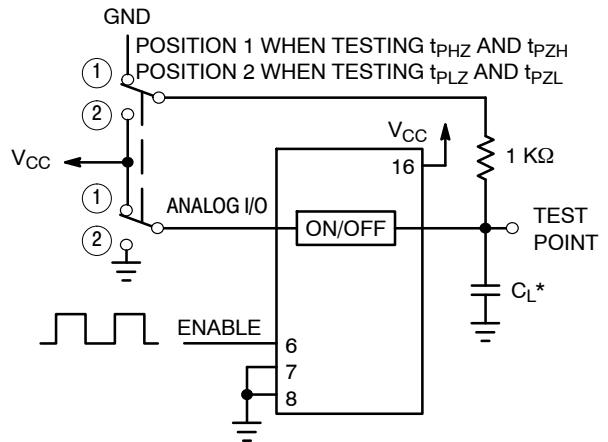 GND
POSITION 1 WHEN TESTING tPHZ AND tPZH
1
POSITION 2 WHEN TESTING tPLZ AND tPZL
2
VCC
VCC
16
1 KΩ
1
ANALOG I/O
ON/OFF
TEST
POINT
2
CL*
ENABLE
6
7
8